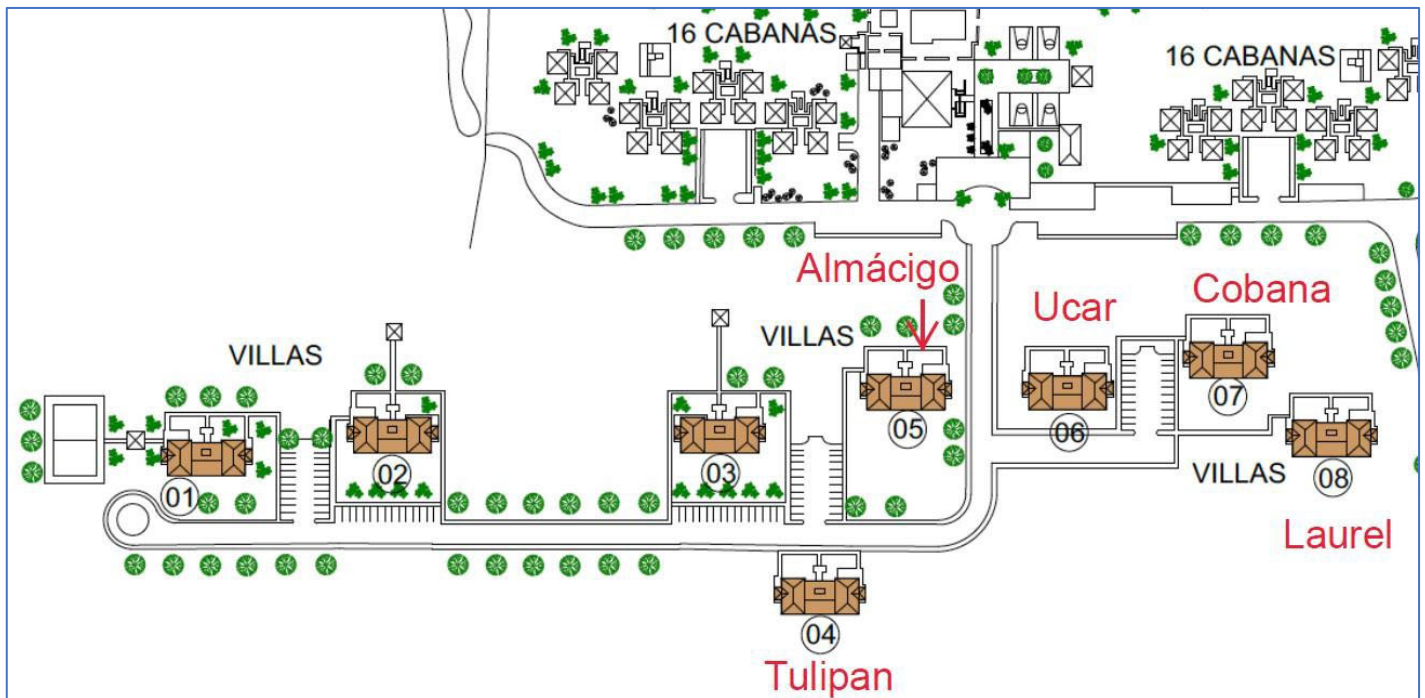 16 CABANAS
16 CABANAS
Almácigo
Cobana
Ucar
VILLAS
VILLAS
07
05
06
01
02
03
VILLAS
08
Laurel
04
Tulipan